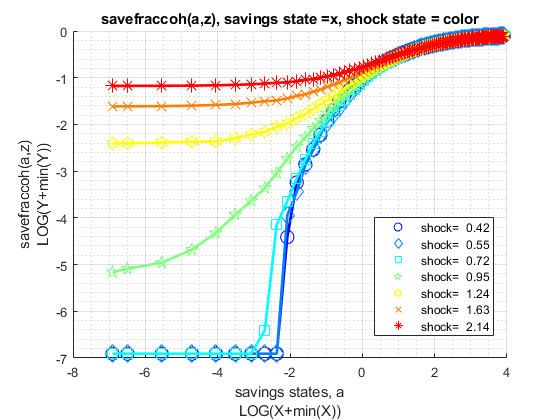 savefraccoh(a,z), savings state =x, shock state = color
savefraccoh(a,z)
LOG(Y+min(Y))
0
-1
-2
-3
-4
-5
-6
-7
-8
-6
-4
-2
0
2
4
shock= 0.42
shock= 0.55
shock= 0.72
shock= 0.95
shock= 1.24
shock= 1.63
shock= 2.14
savings states, a
LOG(X+min(X))